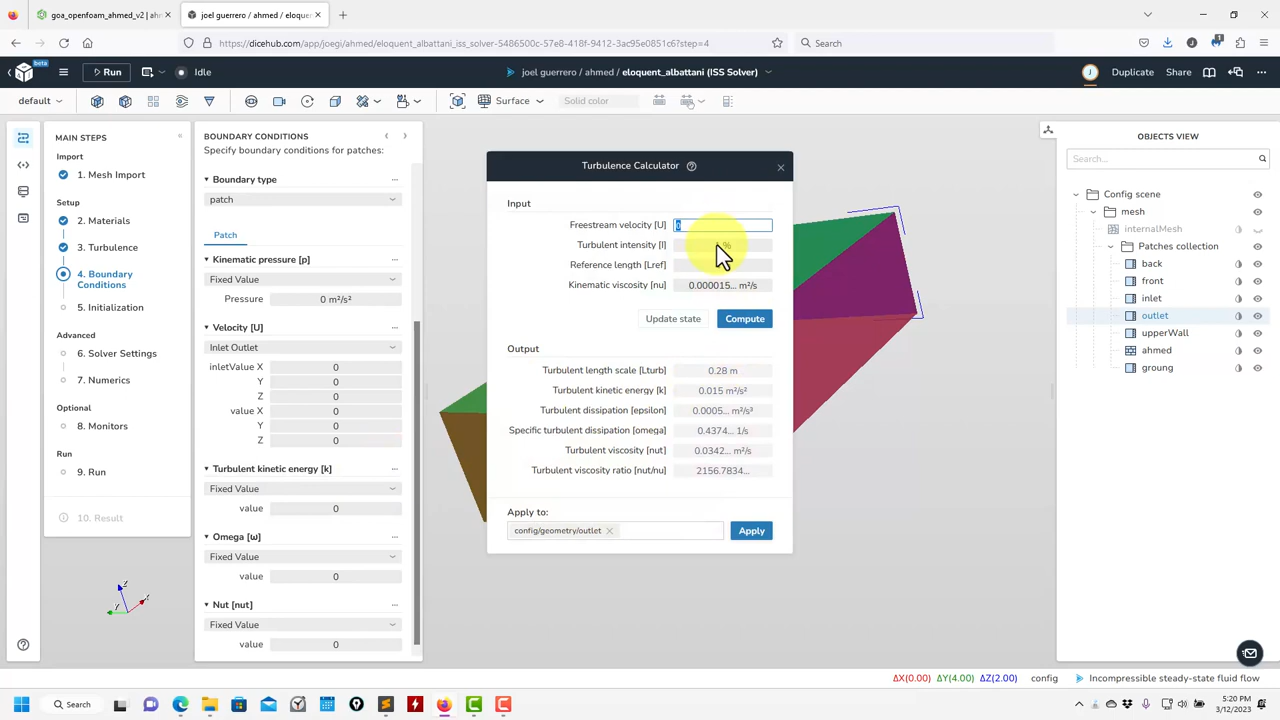 goa_openfoam_ahmed_v2 | ah
joel guerrero / ahmed / eloquen
beta
https://dicehub.com/app/joegi/ahmed/eloquent_albattani_iss_solver-54f6500c-57e8-418f-9412-3ac95e0851c6?step=4
Search
Run
Idle
joel guerrero / ahmed / eloquent_albattani (ISS Solver)
J
Duplicate
Share
default
Surface
Solid color
MAIN STEPS
Import
1. Mesh Import
Setup
2. Materials
3. Turbulence
4. Boundary
Conditions
5. Initialization
Advanced
6. Solver Settings
7. Numerics
Optional
8. Monitors
Run
9. Run
10. Result
BOUNDARY CONDITIONS
Specify boundary conditions for patches:
Boundary type
patch
Patch
Kinematic pressure [p]
Fixed Value
Pressure 0 m²/s²
Velocity [U]
Inlet Outlet
inletValue X 0
Y 0
Z 0
value X 0
Y 0
Z 0
Turbulent kinetic energy [k]
Fixed Value
value 0
Omega [ω]
Fixed Value
value 0
Nut [nut]
Fixed Value
value 0
Turbulence Calculator
Input
Freestream velocity [U]
Turbulent intensity [I] %
Reference length [Lref]
Kinematic viscosity [nu] 0.000015... m²/s
Update state
Compute
Output
Turbulent length scale [Lturb] 0.28 m
Turbulent kinetic energy [k] 0.015 m²/s²
Turbulent dissipation [epsilon] 0.0005... m²/s³
Specific turbulent dissipation [omega] 0.4374... 1/s
Turbulent viscosity [nut] 0.0342... m²/s
Turbulent viscosity ratio [nut/nu] 2156.7834...
Apply to:
config/geometry/outlet
Apply
OBJECTS VIEW
Search...
Config scene
mesh
internalMesh
Patches collection
back
front
inlet
outlet
upperWall
ahmed
groung
Z
Y
X
ΔX(0.00) ΔY(4.00) ΔZ(2.00) config Incompressible steady-state fluid flow
Search
5:20 PM
3/12/2023